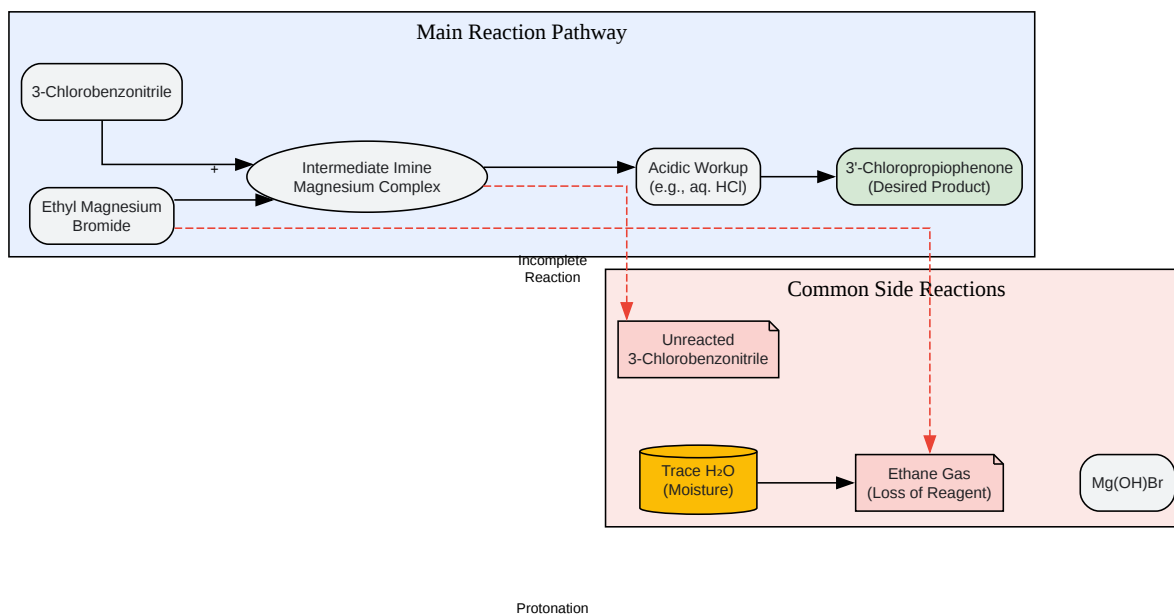 Main Reaction Pathway
3-Chlorobenzonitrile
+
Intermediate Imine
Magnesium Complex
Acidic Workup
(e.g., aq. HCl)
3'-Chloropropiophenone
(Desired Product)
Ethyl Magnesium
Bromide
Incomplete
Reaction
Common Side Reactions
Unreacted
3-Chlorobenzonitrile
Trace H₂O
(Moisture)
Ethane Gas
(Loss of Reagent)
Mg(OH)Br
Protonation